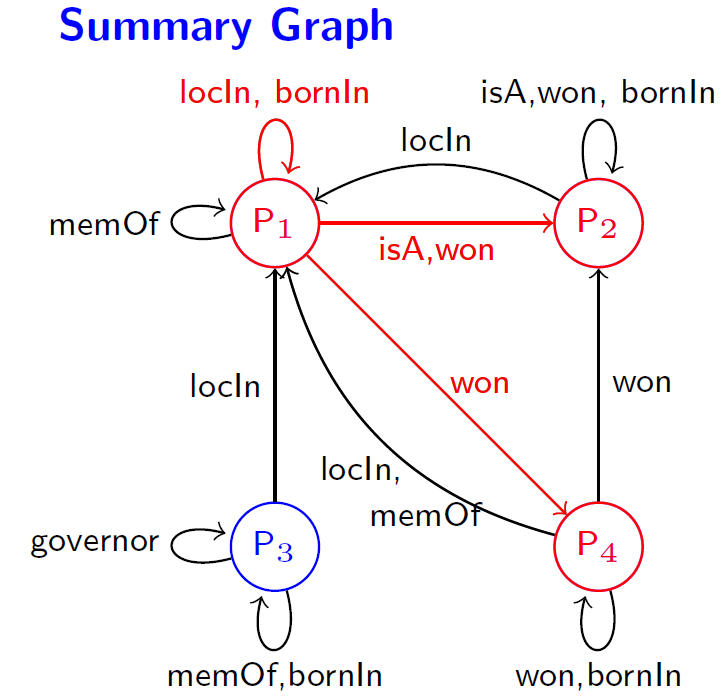 Summary Graph
locIn, bornIn
isA,won, bornIn
locIn
memOf
P1
P2
isA,won
locIn
won
won
locIn,
memOf
governor
P3
P4
memOf,bornIn
won,bornIn